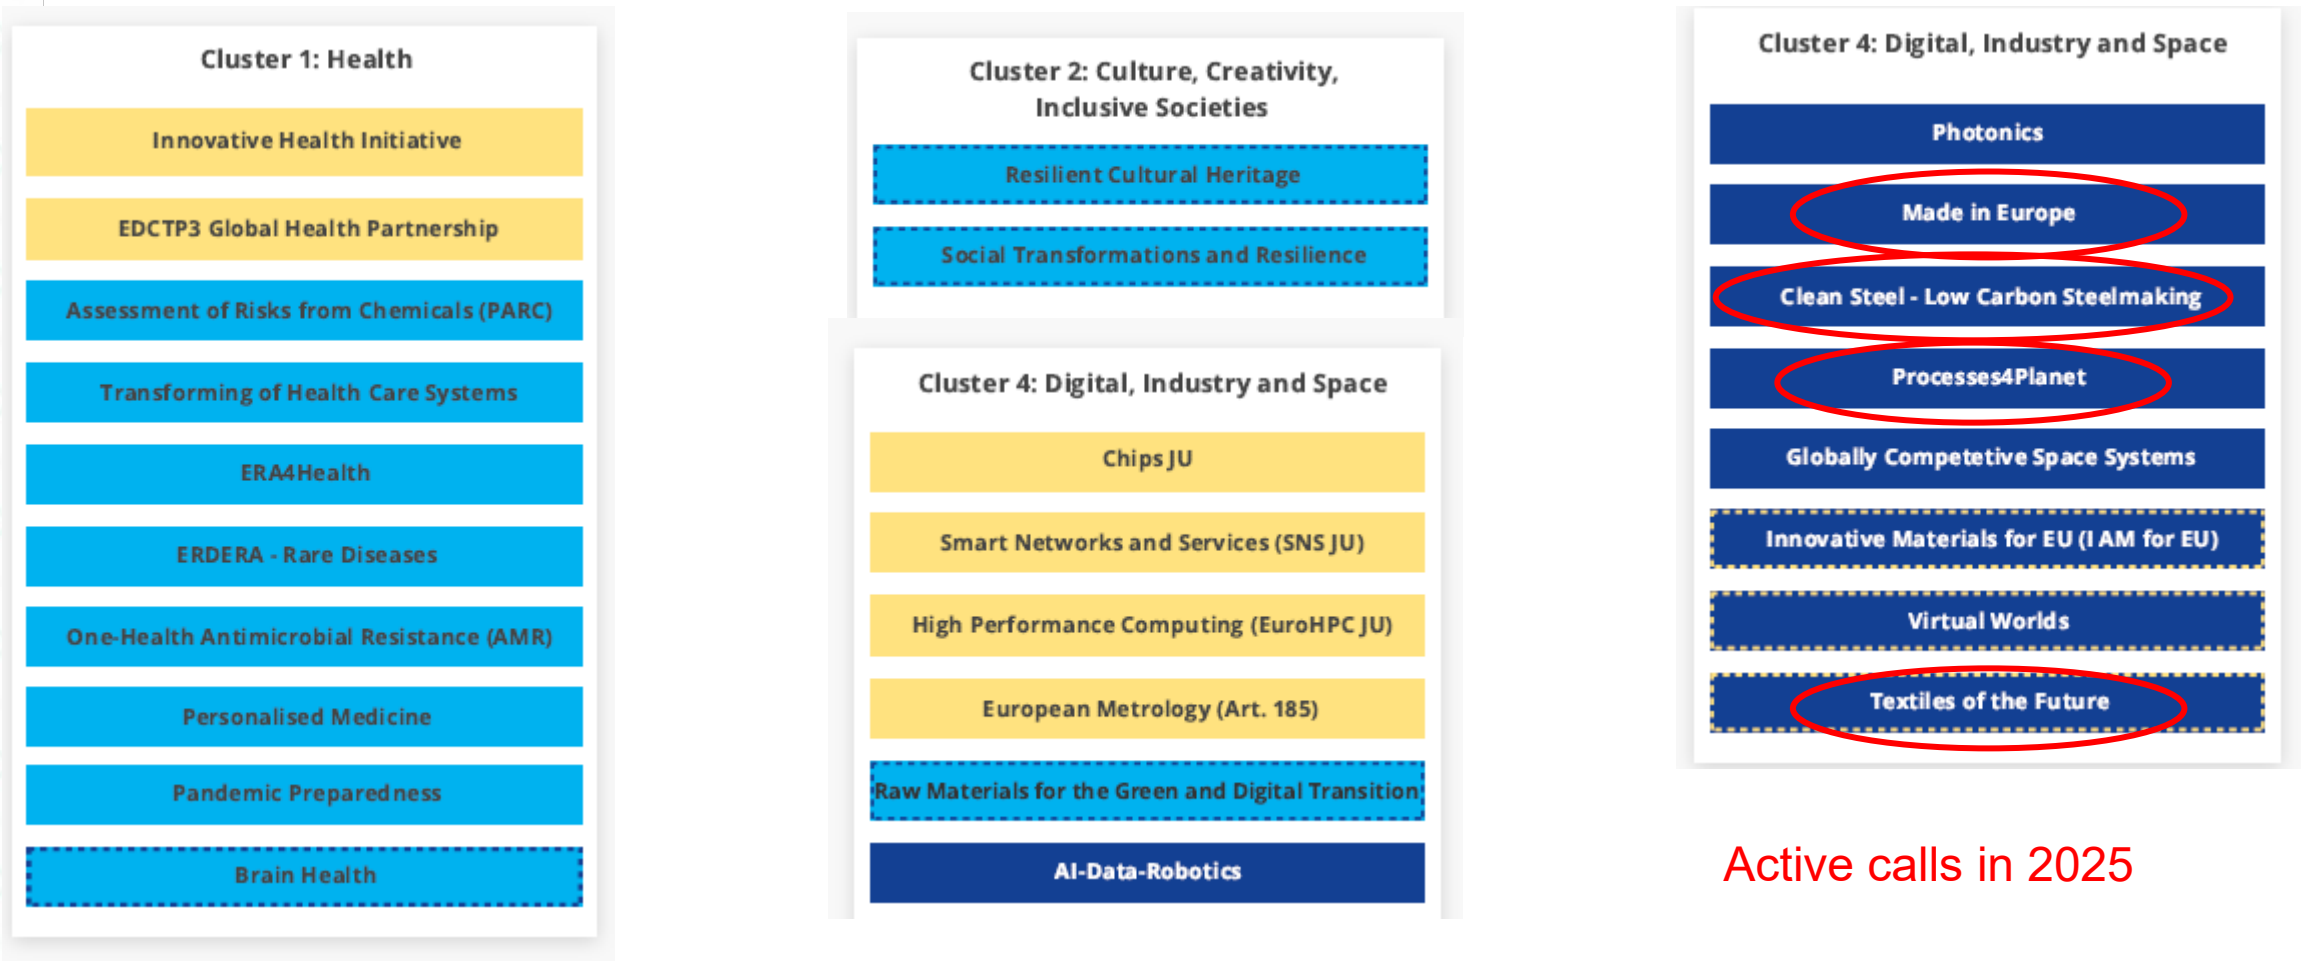 Cluster 1: Health
Innovative Health Initiative
EDCTP3 Global Health Partnership
Assessment of Risks from Chemicals (PARC)
Transforming of Health Care Systems
ERA4Health
ERDERA - Rare Diseases
One-Health Antimicrobial Resistance (AMR)
Personalised Medicine
Pandemic Preparedness
Brain Health
Cluster 2: Culture, Creativity,
Inclusive Societies
Resilient Cultural Heritage
Social Transformations and Resilience
Cluster 4: Digital, Industry and Space
Chips JU
Smart Networks and Services (SNS JU)
High Performance Computing (EuroHPC JU)
European Metrology (Art. 185)
Raw Materials for the Green and Digital Transition
AI-Data-Robotics
Cluster 4: Digital, Industry and Space
Photonics
Made in Europe
Clean Steel - Low Carbon Steelmaking
Processes4Planet
Globally Competetive Space Systems
Innovative Materials for EU (I AM for EU)
Virtual Worlds
Textiles of the Future
Active calls in 2025